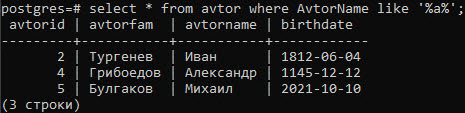 postgres=# select * from avtor where AvtorName like '%a%';
 avtorid | avtorfam  | avtorname | birthdate
---------+-----------+-----------+------------
       2 | Тургенев  | Иван      | 1812-06-04
       4 | Грибоедов | Александр | 1145-12-12
       5 | Булгаков  | Михаил    | 2021-10-10
(3 строки)